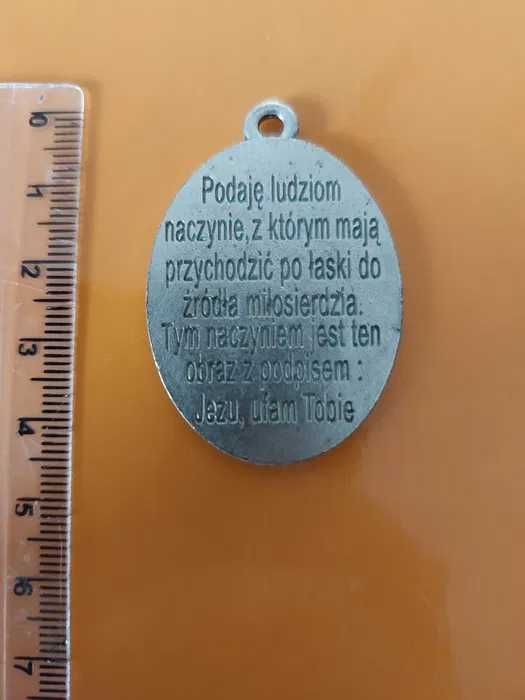 Podaję ludziom
naczynie, z którym mają
przychodzić po łaski do
źródła miłosierdzia.
Tym naczyniem jest ten
obraz z podpisem :
Jezu, ufam Tobie
0
1
2
3
4
5
6
7